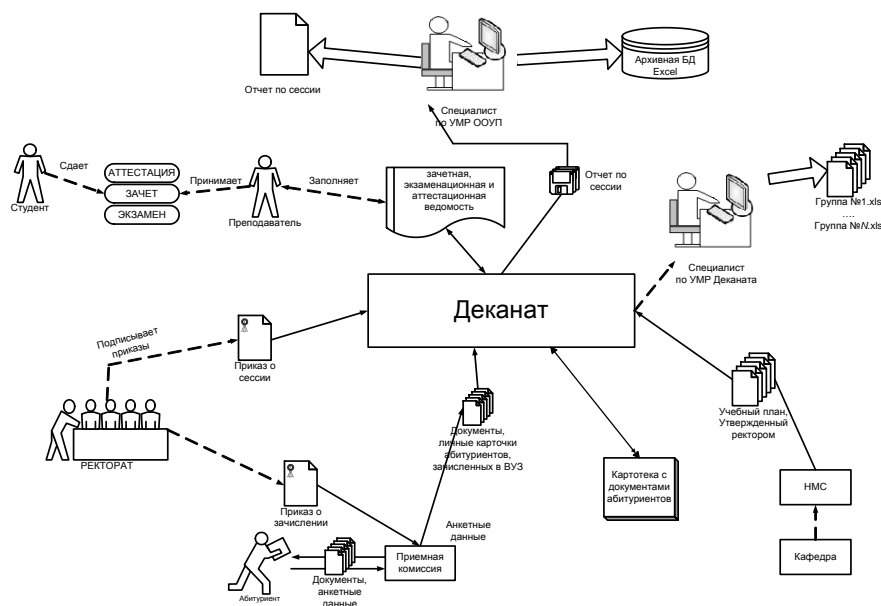 Отчет по сессии
Специалист
по УМР ООУП
Архивная БД
Excel
Сдает
АТТЕСТАЦИЯ
ЗАЧЕТ
ЭКЗАМЕН
Принимает
Студент
Преподаватель
Заполняет
зачетная,
экзаменационная и
аттестационная
ведомость
Отчет по
сессии
Группа №1.xls
....
Группа №N.xls
Специалист
по УМР Деканата
Деканат
Подписывает
приказы
Приказ о
сессии
РЕКТОРАТ
Документы,
личные карточки
абитуриентов,
зачисленных в ВУЗ
Учебный план,
Утвержденный
ректором
Картотека с
документами
абитуриентов
НМС
Кафедра
Приказ о
зачислении
Анкетные
данные
Приемная
комиссия
Абитуриент
Документы,
анкетные
данные